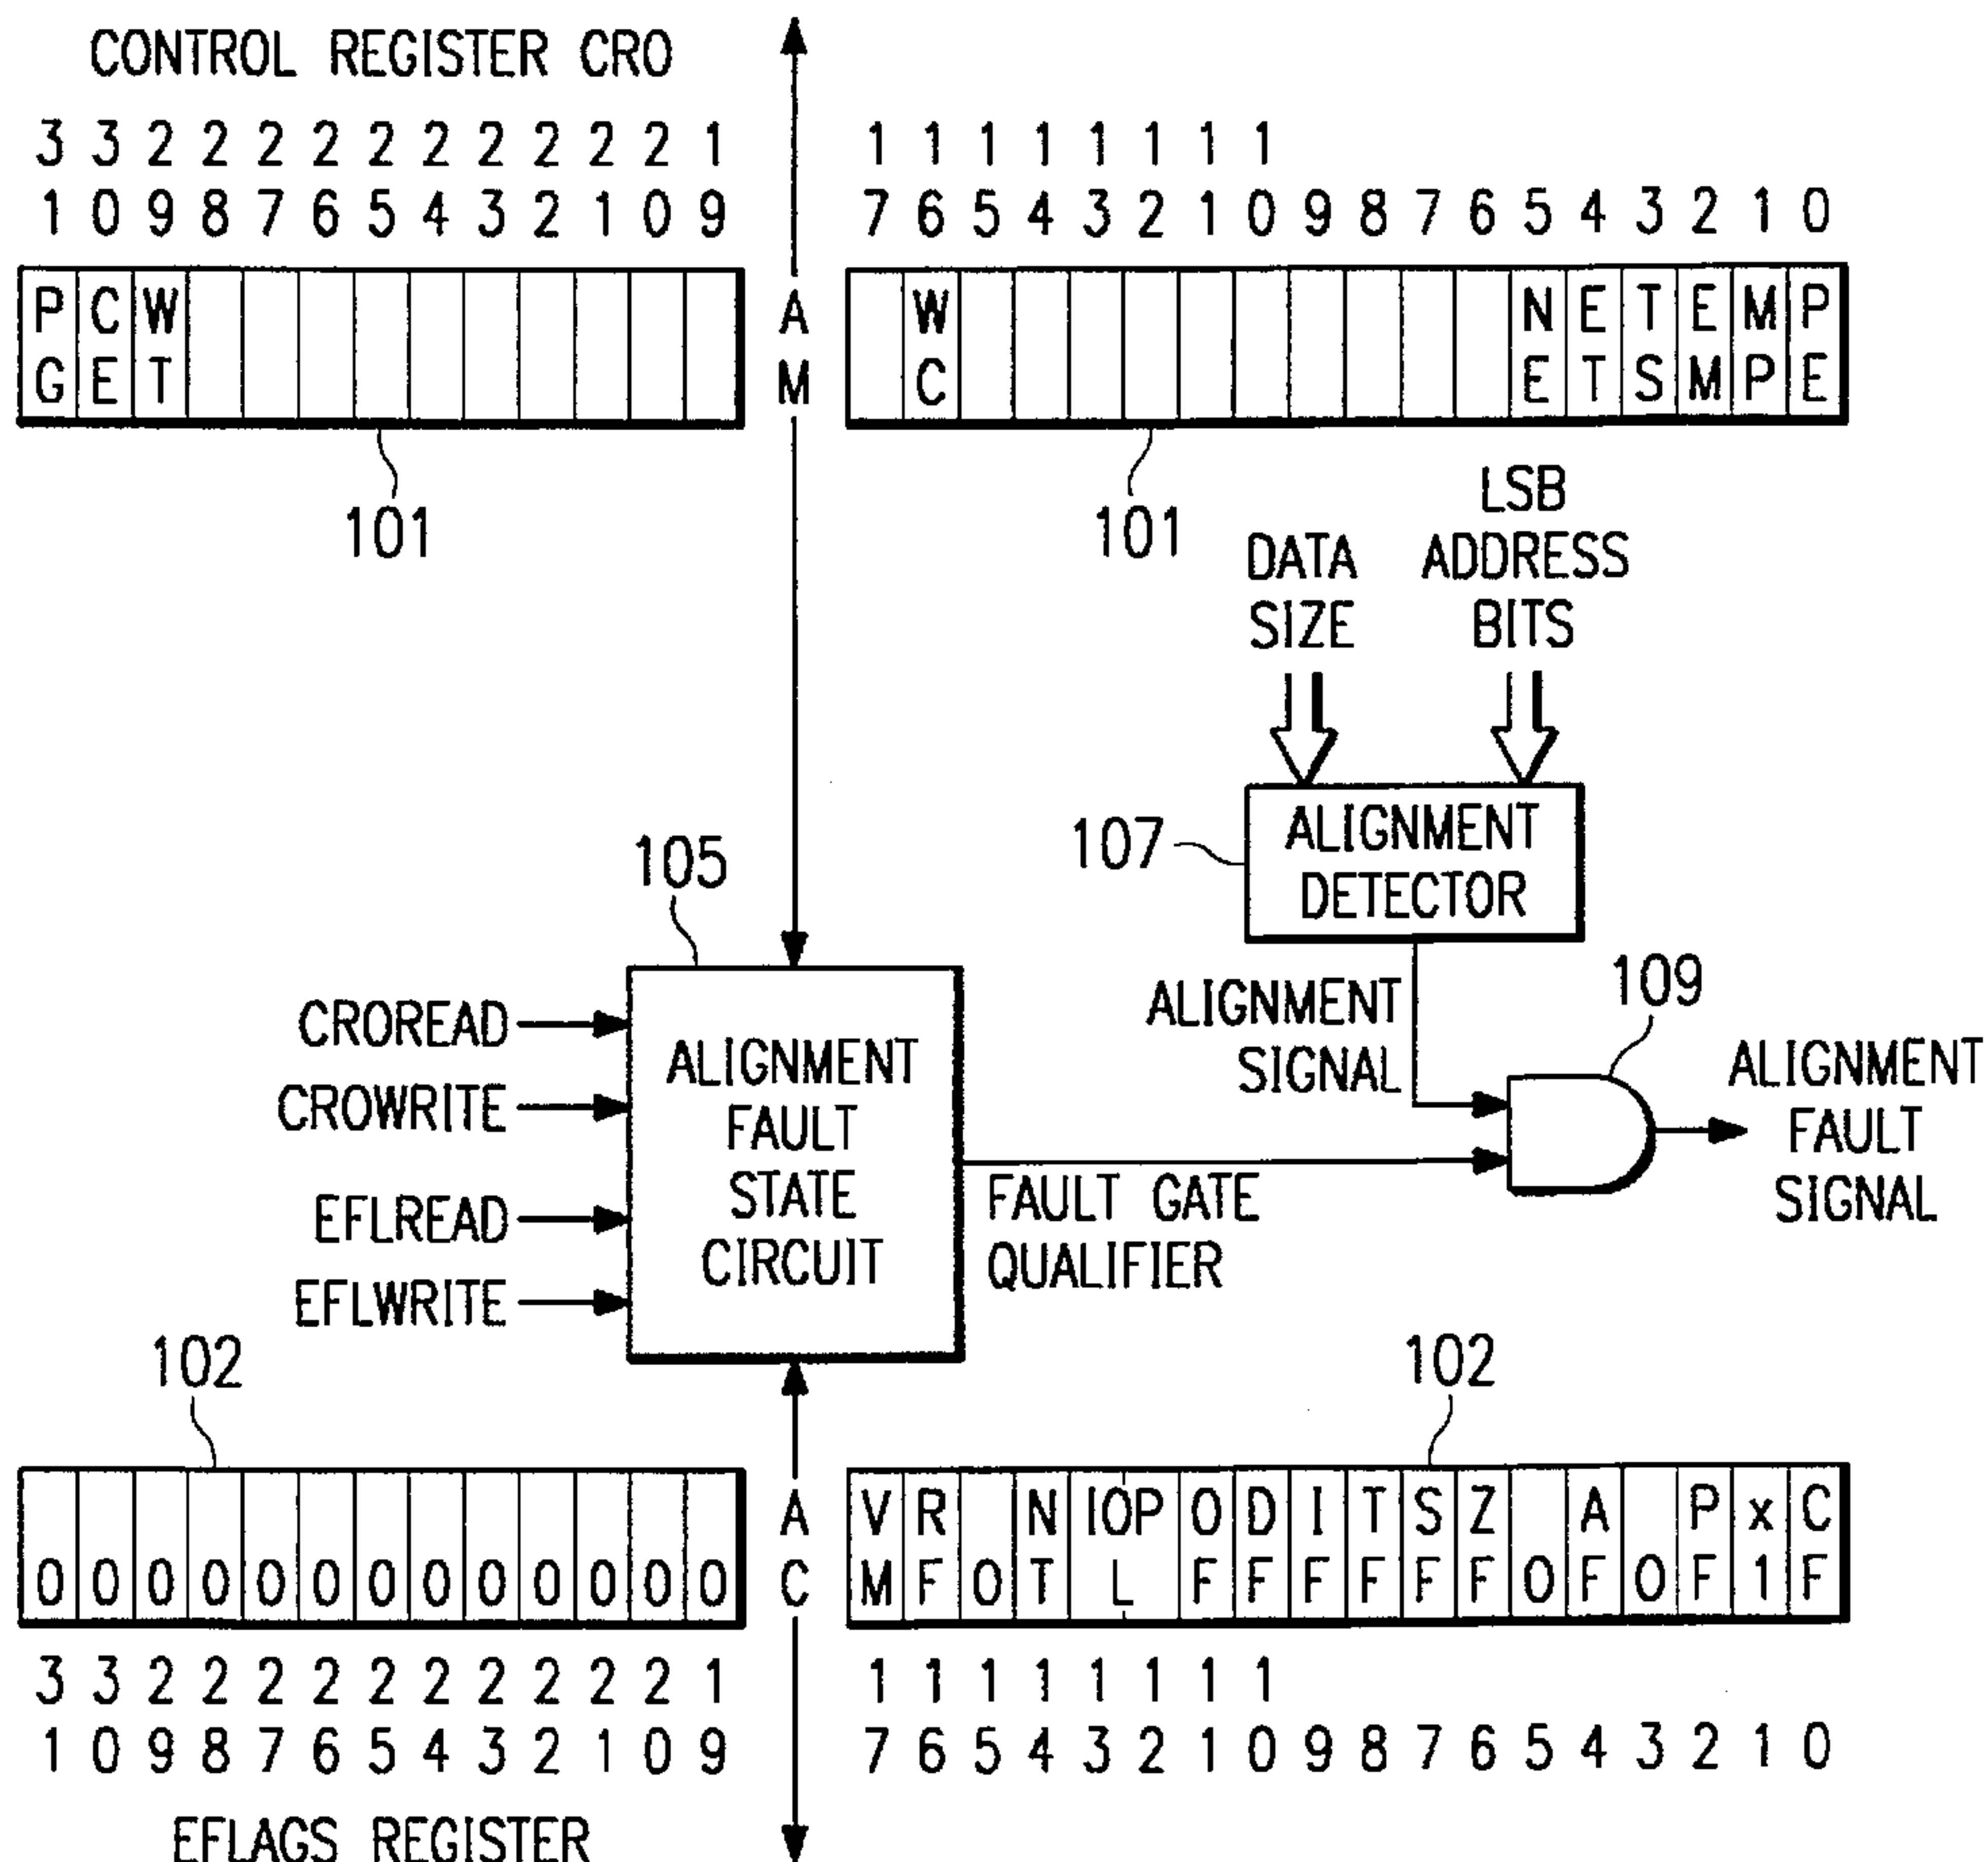 CONTROL REGISTER CR0
3 3 2 2 2 2 2 2 2 2 2 2 1 1 1 1 1 1 1 1 1
1 0 9 8 7 6 5 4 3 2 1 0 9 7 6 5 4 3 2 1 0 9 8 7 6 5 4 3 2 1 0
P C W A W N E T E M P
G E T M C E T S M P E
101 101
LSB
DATA ADDRESS
SIZE BITS
107 ALIGNMENT
DETECTOR
105
109
CR0READ
CR0WRITE
EFLREAD
EFLWRITE
ALIGNMENT
FAULT
STATE
CIRCUIT
ALIGNMENT
SIGNAL
FAULT GATE
QUALIFIER
ALIGNMENT
FAULT
SIGNAL
102 102
A V R N IOP O D I T S Z A P x C
0 0 0 0 0 0 0 0 0 0 0 0 0 C M F 0 T L F F F F F F 0 F 0 F 1 F
3 3 2 2 2 2 2 2 2 2 2 2 1 1 1 1 1 1 1 1 1
1 0 9 8 7 6 5 4 3 2 1 0 9 7 6 5 4 3 2 1 0 9 8 7 6 5 4 3 2 1 0
EFLAGS REGISTER